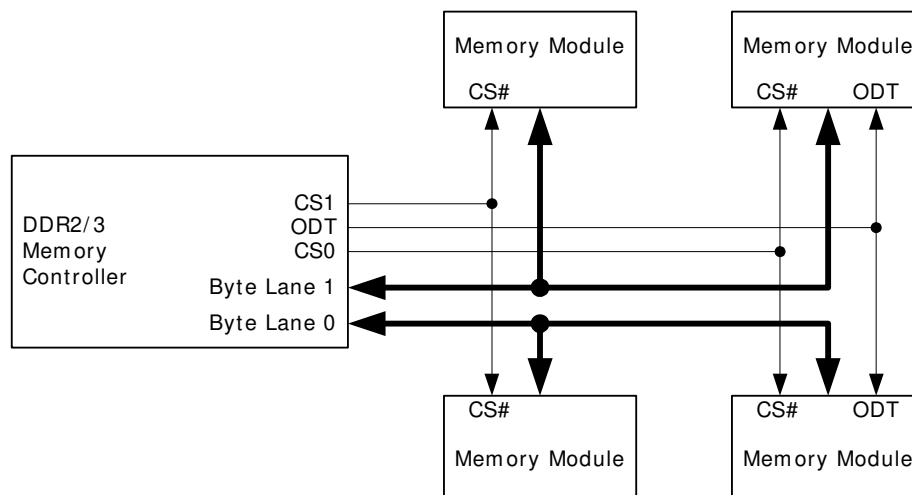 Memory Module
CS#
Memory Module
CS# ODT
DDR2/3
Memory
Controller
CS1
ODT
CS0
Byte Lane 1
Byte Lane 0
CS#
Memory Module
CS# ODT
Memory Module